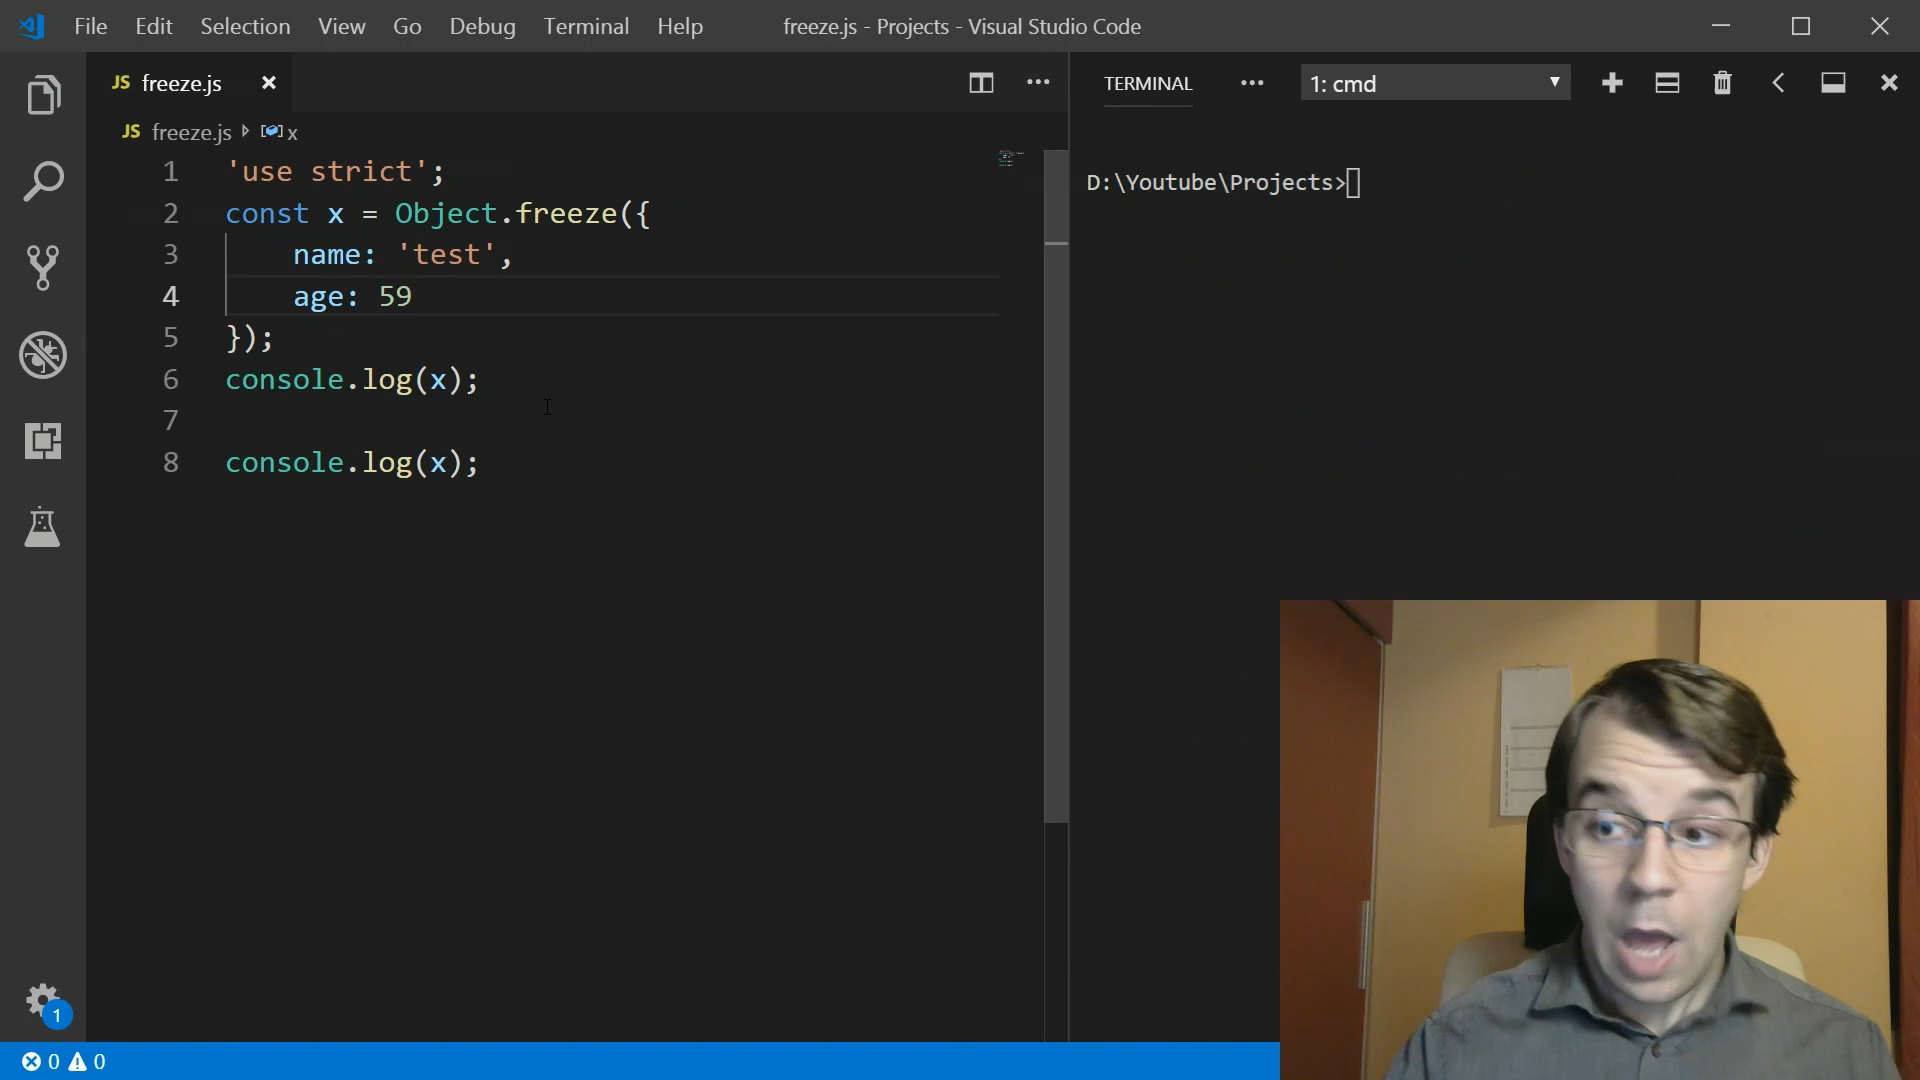 File Edit Selection View Go Debug Terminal Help freeze.js - Projects - Visual Studio Code
JS freeze.js
JS freeze.js x
1 'use strict';
2 const x = Object.freeze({
3 name: 'test',
4 age: 59
5 });
6 console.log(x);
7
8 console.log(x);
TERMINAL 1: cmd
D:\Youtube\Projects>
1
0 0